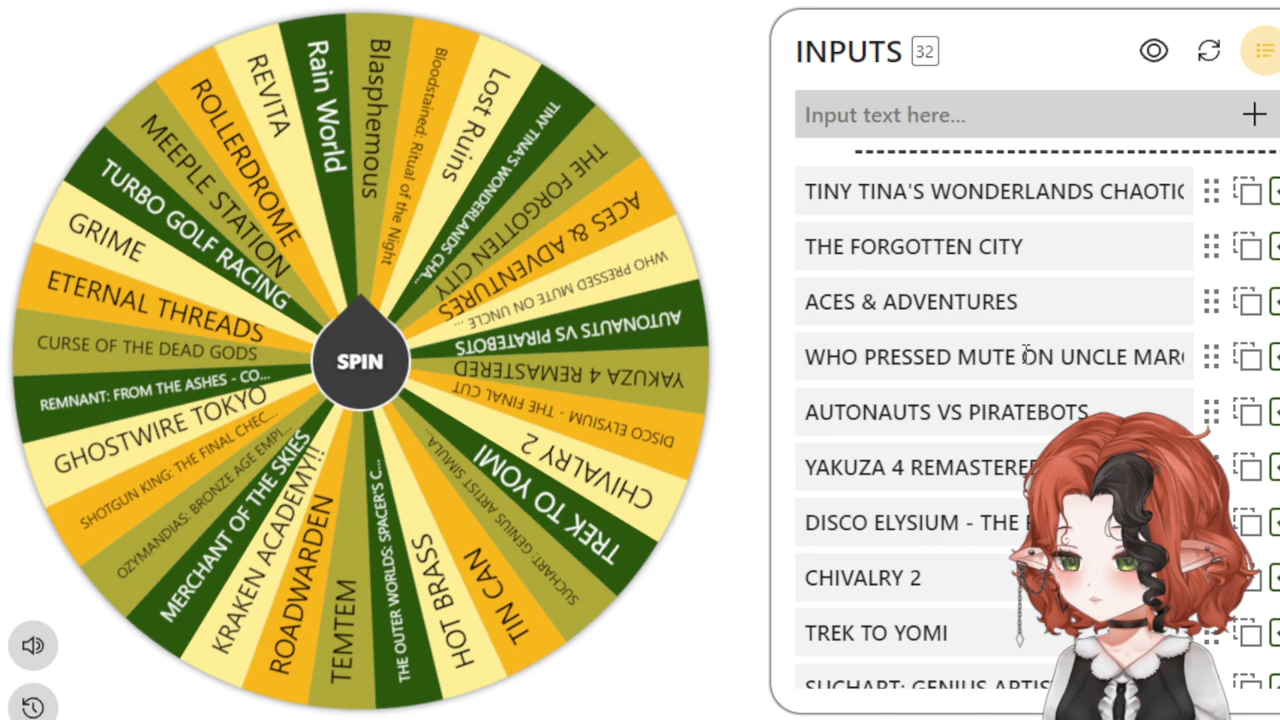 Rain World
Blasphemous
Bloodstained: Ritual of the Night
Lost Ruins
TINY TINA'S WONDERLANDS CHA...
THE FORGOTTEN CITY
ACES & ADVENTURES
WHO PRESSED MUTE ON UNCLE ...
AUTONAUTS VS PIRATEBOTS
YAKUZA 4 REMASTERED
DISCO ELYSIUM - THE FINAL CUT
CHIVALRY 2
TREK TO YOMI
SUCHART: GENIUS ARTIST SIMULA...
TIN CAN
HOT BRASS
THE OUTER WORLDS: SPACER'S C...
TEMTEM
ROADWARDEN
KRAKEN ACADEMY!!
MERCHANT OF THE SKIES
OZYMANDIAS: BRONZE AGE EMPI...
SHOTGUN KING: THE FINAL CHEC...
GHOSTWIRE TOKYO
REMNANT: FROM THE ASHES - CO...
CURSE OF THE DEAD GODS
ETERNAL THREADS
GRIME
TURBO GOLF RACING
MEEPLE STATION
ROLLERDROME
REVITA
SPIN
INPUTS 32
Input text here...
TINY TINA'S WONDERLANDS CHAOTIC
THE FORGOTTEN CITY
ACES & ADVENTURES
WHO PRESSED MUTE ON UNCLE MARC
AUTONAUTS VS PIRATEBOTS
YAKUZA 4 REMASTERE
DISCO ELYSIUM - THE F
CHIVALRY 2
TREK TO YOMI
SUCHART: GENIUS ARTIS